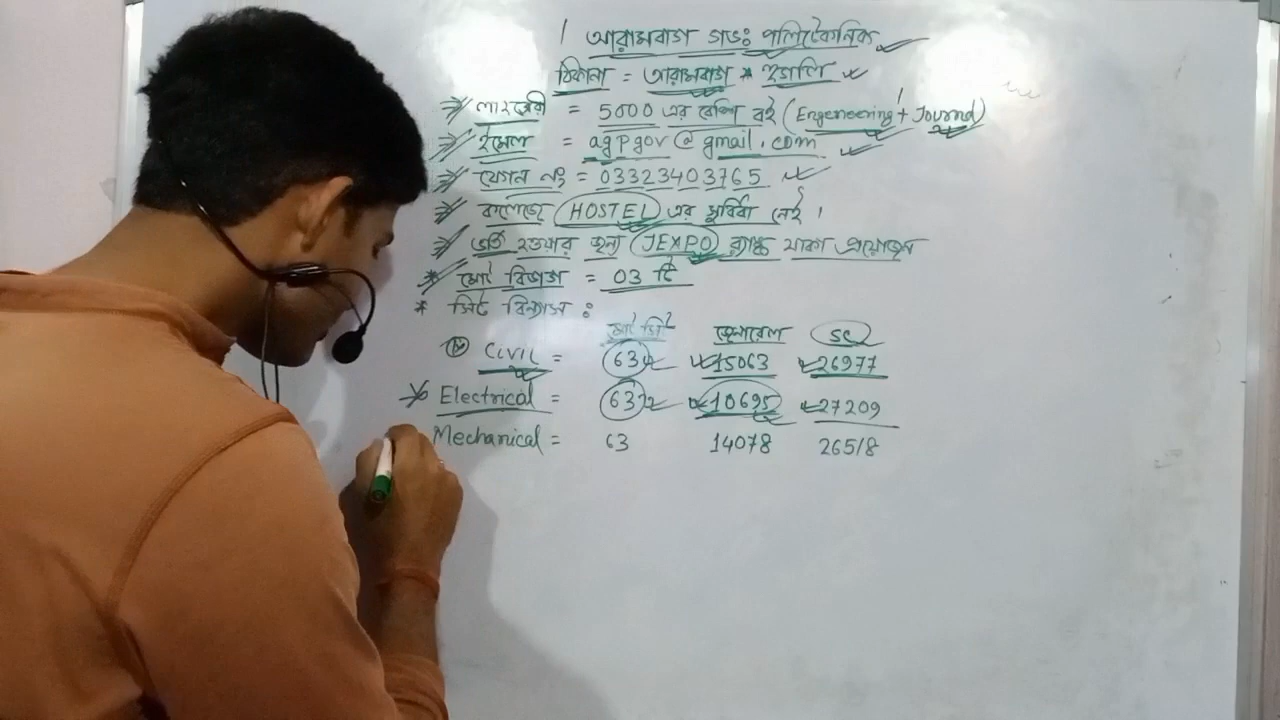 আরামবাগ গভঃ পলিটেকনিক
ঠিকানা = আরামবাগ * হুগলি
লাইব্রেরী = 5000 এর বেশি বই (Engeneering + Journal)
ইমেল = agpgov@gmail.com
যোগন নং = 03323403765
কলেজে HOSTEL এর সুবিধা নেই।
ভর্তি হওয়ার জন্য JEXPO র‍্যাঙ্ক থাকা প্রয়োজন
* মোট বিভাগ = 03 টি
* সিট বিন্যাস :
মোট সিট জেনারেল SC
CIVIL = 63 15063 26977
Electrical = 63 10695 27209
Mechanical = 63 14078 26518